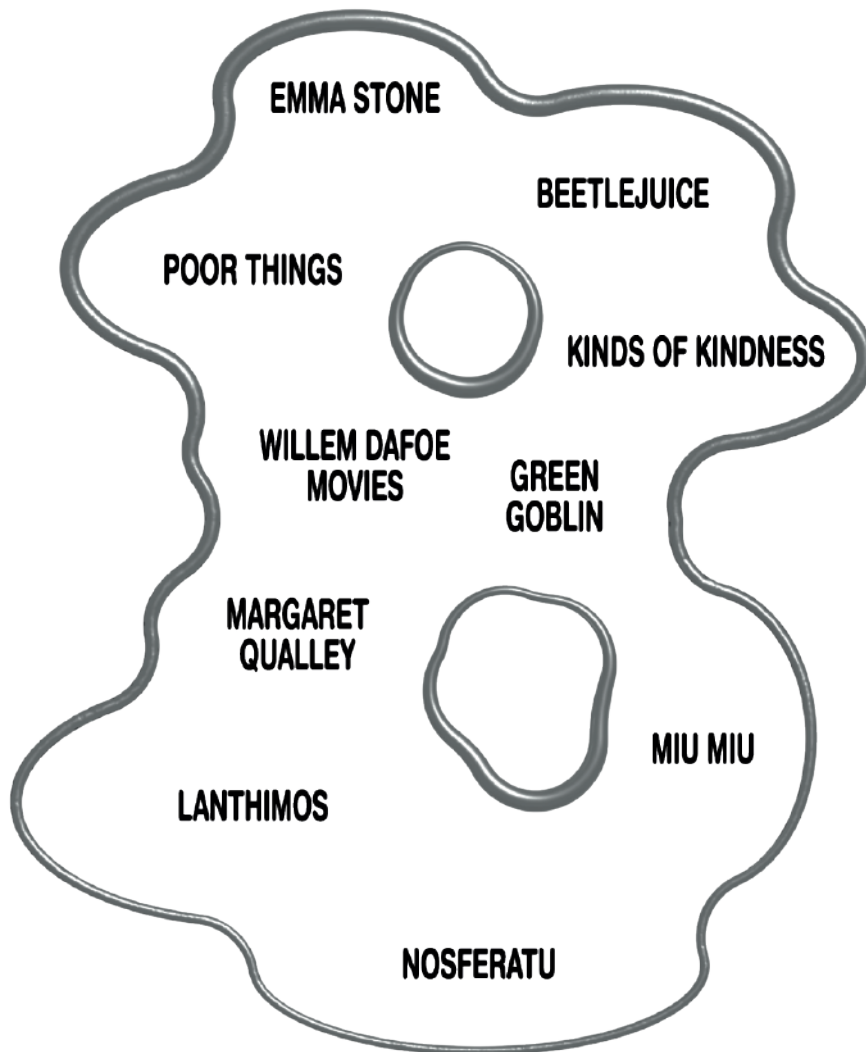 EMMA STONE
BEETLEJUICE
POOR THINGS
KINDS OF KINDNESS
WILLEM DAFOE
MOVIES
GREEN
GOBLIN
MARGARET
QUALLEY
MIU MIU
LANTHIMOS
NOSFERATU